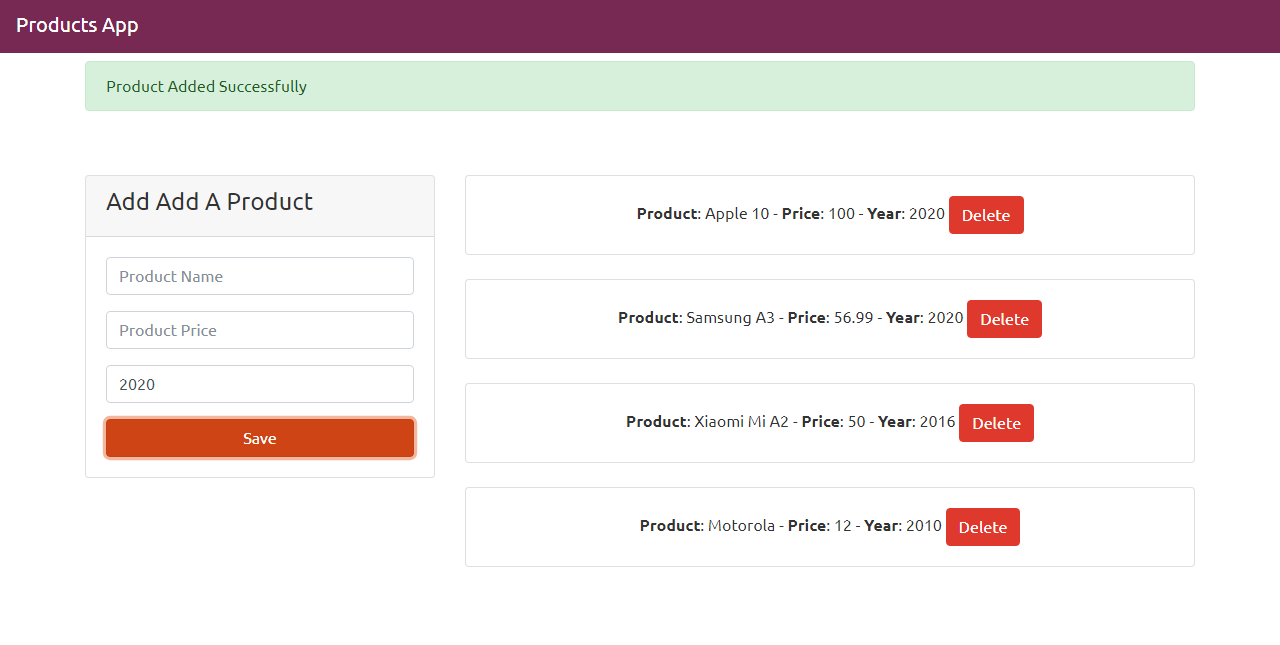 Products App
Product Added Successfully
Add Add A Product
Product Name
Product Price
2020
Save
Product: Apple 10 - Price: 100 - Year: 2020 Delete
Product: Samsung A3 - Price: 56.99 - Year: 2020 Delete
Product: Xiaomi Mi A2 - Price: 50 - Year: 2016 Delete
Product: Motorola - Price: 12 - Year: 2010 Delete